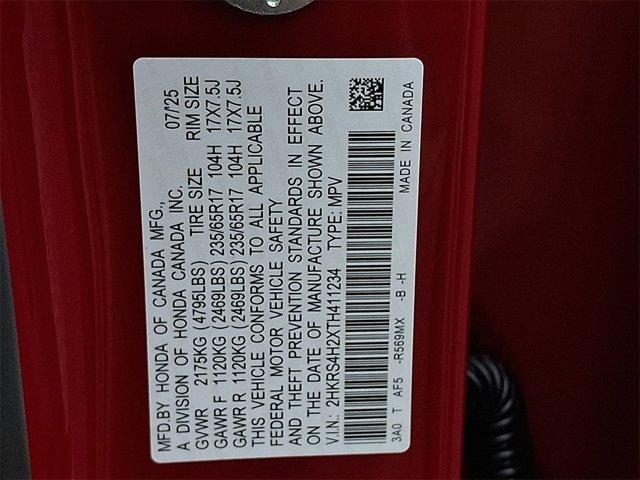 MFD.BY HONDA OF CANADA MFG.,
A DIVISION OF HONDA CANADA INC. 07/'25
GVWR 2175KG (4795LBS) TIRE SIZE RIM SIZE
GAWR F 1120KG (2469LBS) 235/65R17 104H 17X7.5J
GAWR R 1120KG (2469LBS) 235/65R17 104H 17X7.5J
THIS VEHICLE CONFORMS TO ALL APPLICABLE
FEDERAL MOTOR VEHICLE SAFETY
AND THEFT PREVENTION STANDARDS IN EFFECT
ON THE DATE OF MANUFACTURE SHOWN ABOVE.
V.I.N.: 2HKRS4H2XTH411234 TYPE: MPV
3A0 T AF5 -R569MX -B -H MADE IN CANADA